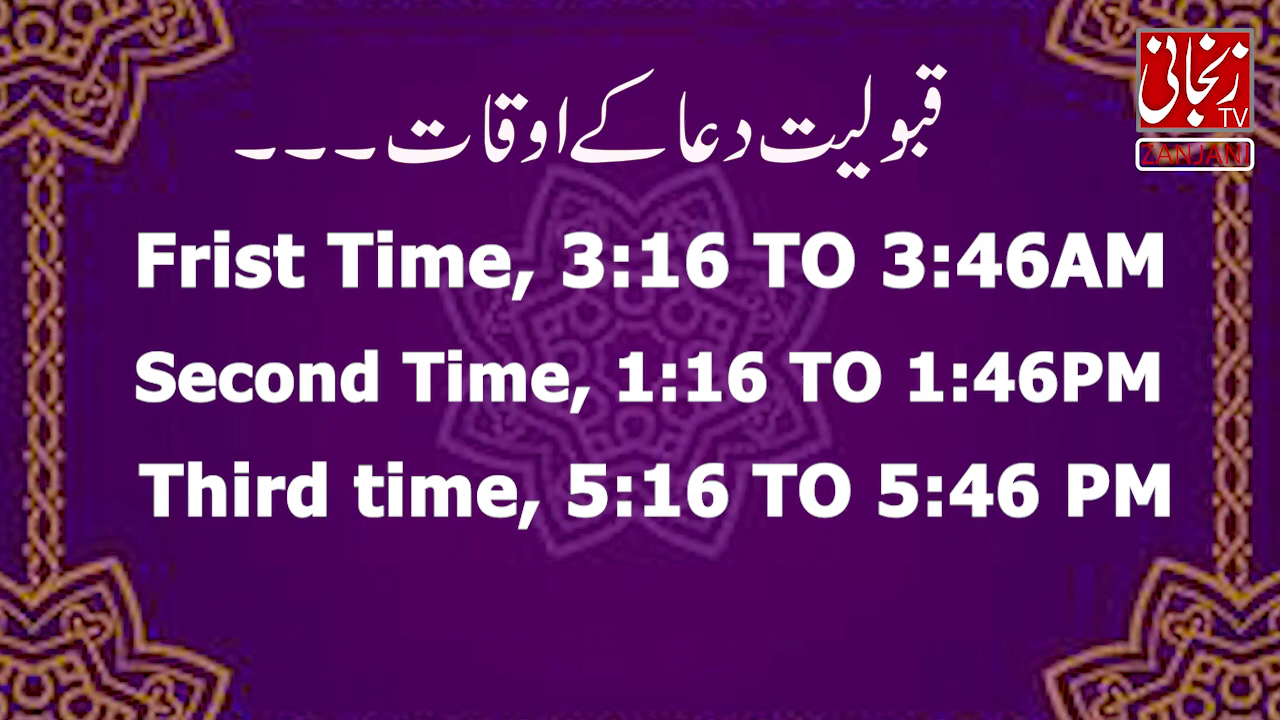 قبولیت دعا کے اوقات ۔۔۔
زنجانی
TV
ZANJANI
Frist Time, 3:16 TO 3:46AM
Second Time, 1:16 TO 1:46PM
Third time, 5:16 TO 5:46 PM